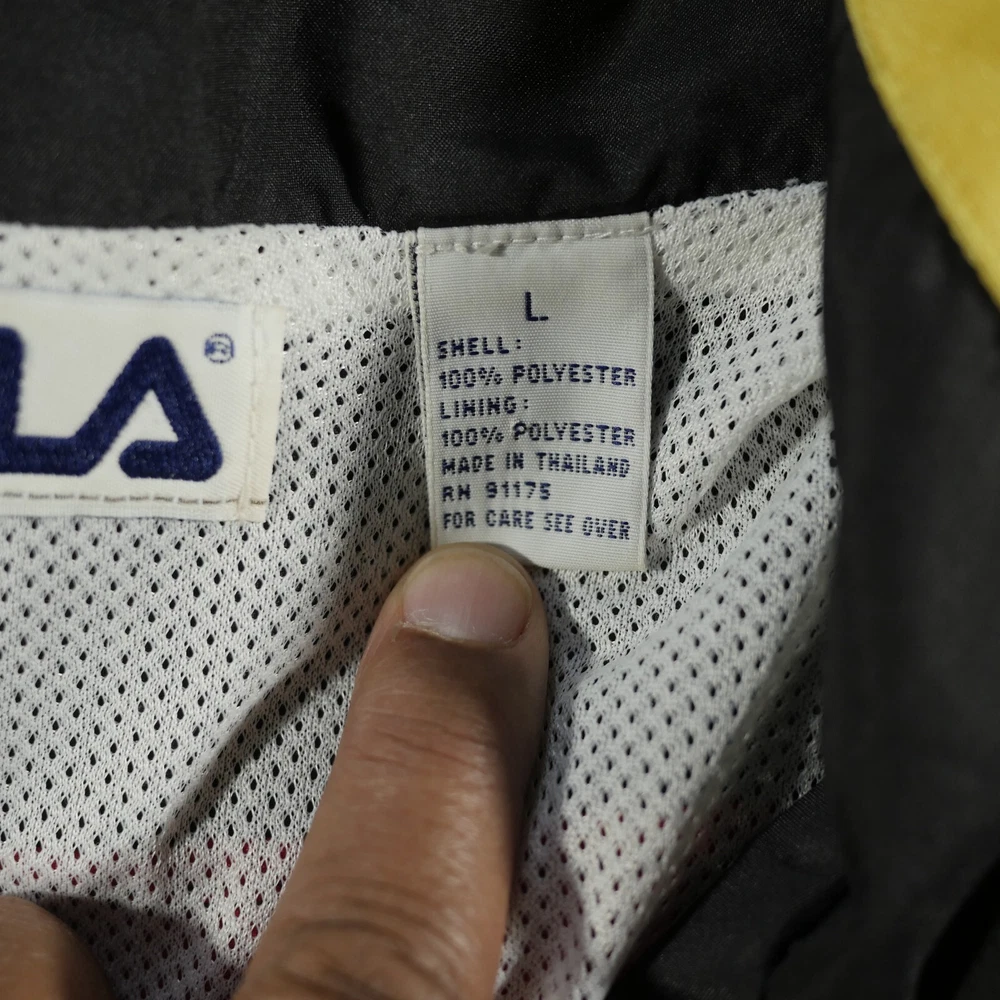 LA®
L
SHELL:
100% POLYESTER
LINING:
100% POLYESTER
MADE IN THAILAND
RN 91175
FOR CARE SEE OVER